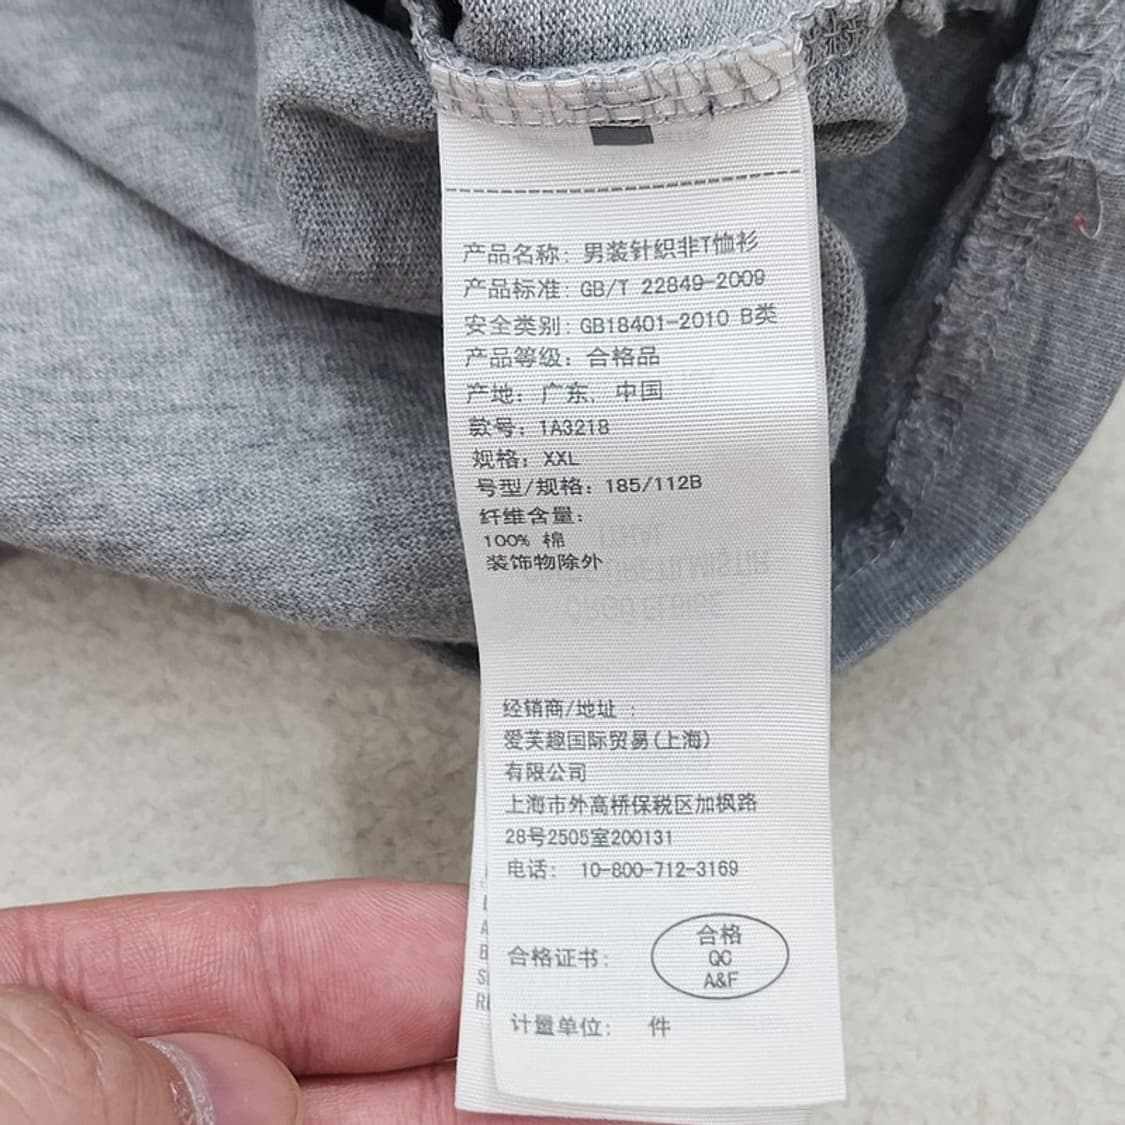 产品名称: 男装针织非T恤衫
产品标准: GB/T 22849-2009
安全类别: GB18401-2010 B类
产品等级: 合格品
产地: 广东, 中国
款号: 1A3218
规格: XXL
号型/规格: 185/112B
纤维含量:
100% 棉
装饰物除外
经销商/地址 :
爱芙趣国际贸易(上海)
有限公司
上海市外高桥保税区加枫路
28号2505室200131
电话: 10-800-712-3169
合格证书:
合格
QC
A&F
计量单位: 件